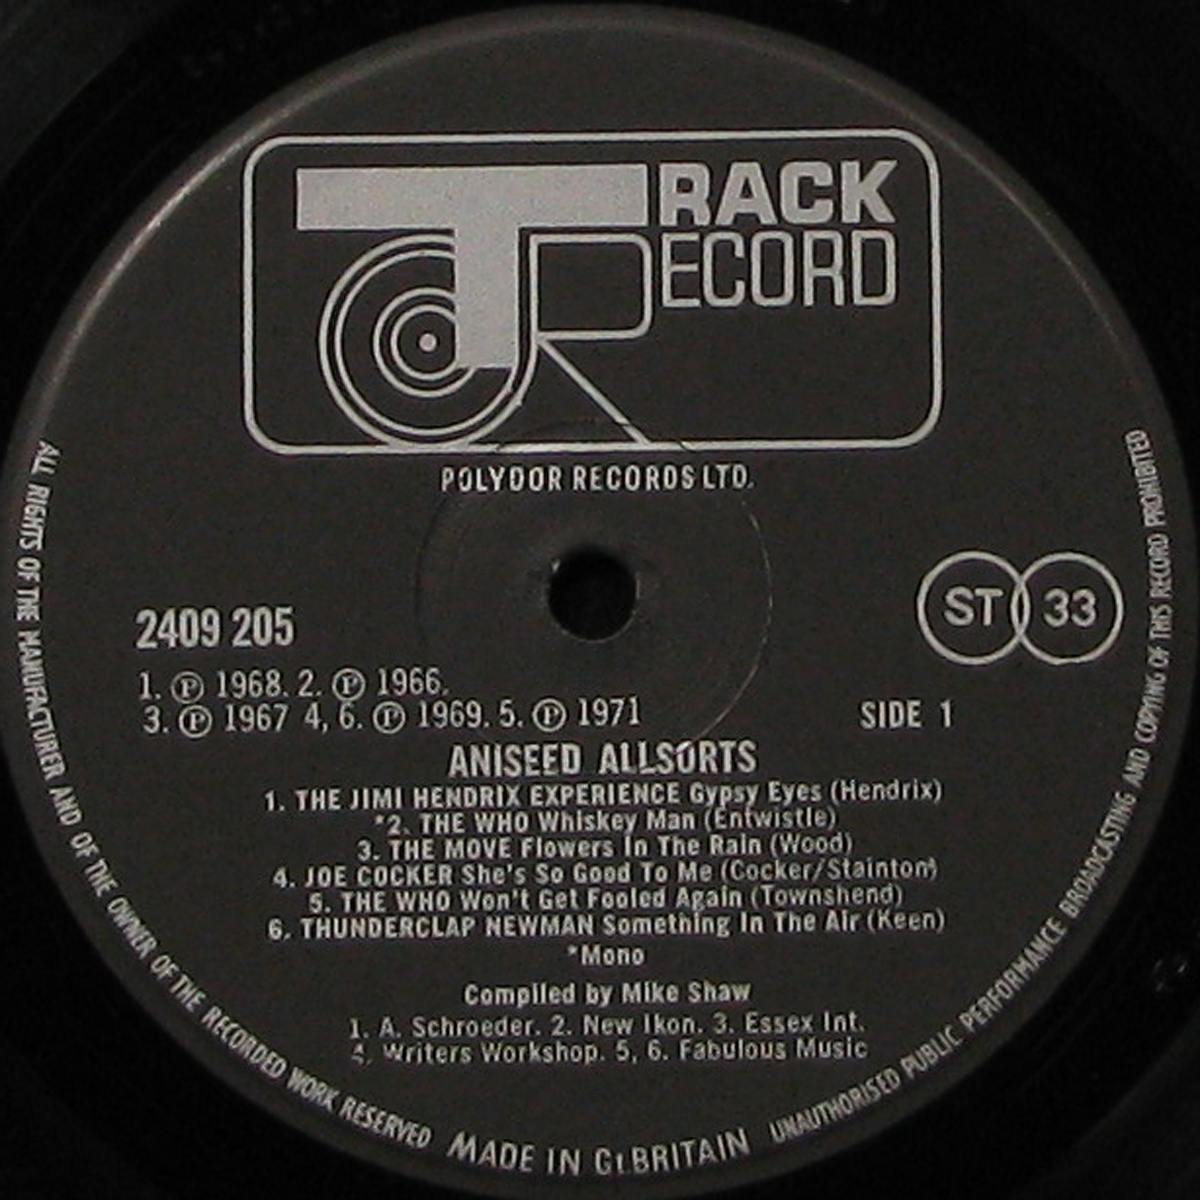 TRACK
RECORD
POLYDOR RECORDS LTD.
ST 33
2409 205
1. Ⓟ 1968. 2. Ⓟ 1966.
3. Ⓟ 1967 4, 6. Ⓟ 1969. 5. Ⓟ 1971
SIDE 1
ANISEED ALLSORTS
1. THE JIMI HENDRIX EXPERIENCE Gypsy Eyes (Hendrix)
*2. THE WHO Whiskey Man (Entwistle)
3. THE MOVE Flowers In The Rain (Wood)
4. JOE COCKER She's So Good To Me (Cocker/Stainton)
5. THE WHO Won't Get Fooled Again (Townshend)
6. THUNDERCLAP NEWMAN Something In The Air (Keen)
*Mono
Compiled by Mike Shaw
1. A. Schroeder. 2. New Ikon. 3. Essex Int.
4. Writers Workshop. 5, 6. Fabulous Music
ALL RIGHTS OF THE MANUFACTURER AND OF THE OWNER OF THE RECORDED WORK RESERVED
MADE IN Gt.BRITAIN
UNAUTHORISED PUBLIC PERFORMANCE BROADCASTING AND COPYING OF THIS RECORD PROHIBITED